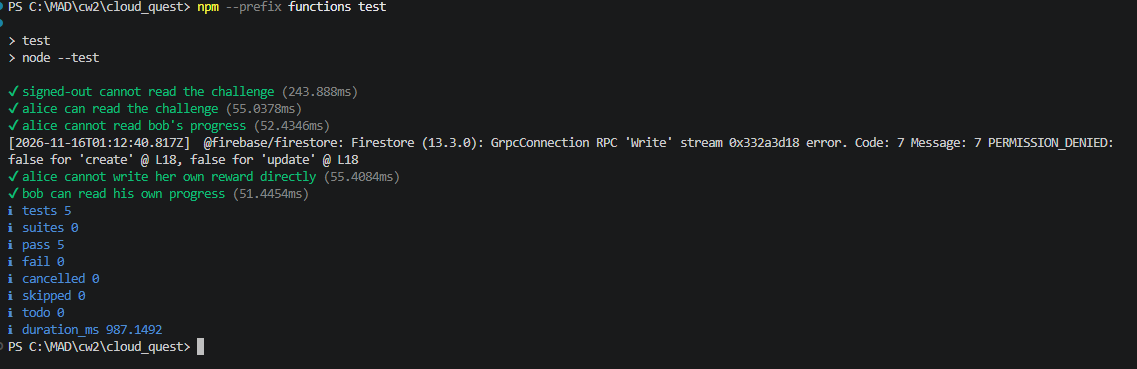 PS C:\MAD\cw2\cloud_quest> npm --prefix functions test
> test
> node --test
✔ signed-out cannot read the challenge (243.888ms)
✔ alice can read the challenge (55.0378ms)
✔ alice cannot read bob's progress (52.4346ms)
[2026-11-16T01:12:40.817Z]  @firebase/firestore: Firestore (13.3.0): GrpcConnection RPC 'Write' stream 0x332a3d18 error. Code: 7 Message: 7 PERMISSION_DENIED:
false for 'create' @ L18, false for 'update' @ L18
✔ alice cannot write her own reward directly (55.4084ms)
✔ bob can read his own progress (51.4454ms)
ℹ tests 5
ℹ suites 0
ℹ pass 5
ℹ fail 0
ℹ cancelled 0
ℹ skipped 0
ℹ todo 0
ℹ duration_ms 987.1492
PS C:\MAD\cw2\cloud_quest>